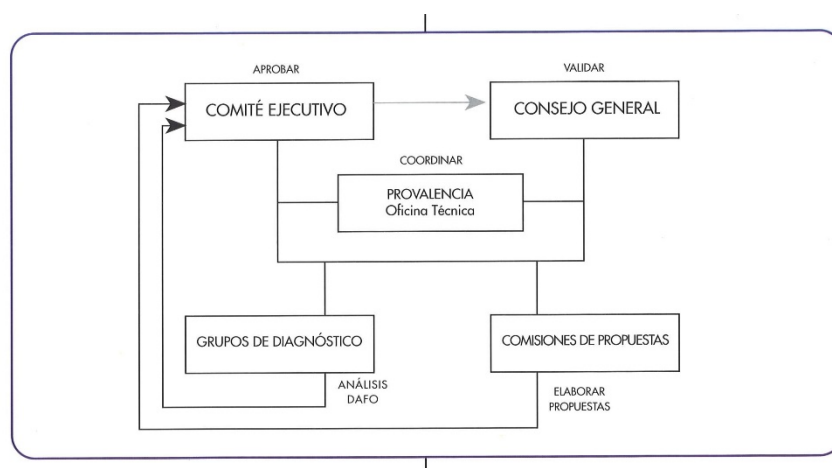 APROBAR
VALIDAR
COMITÉ EJECUTIVO
CONSEJO GENERAL
COORDINAR
PROVALENCIA
Oficina Técnica
GRUPOS DE DIAGNÓSTICO
COMISIONES DE PROPUESTAS
ANÁLISIS
DAFO
ELABORAR
PROPUESTAS